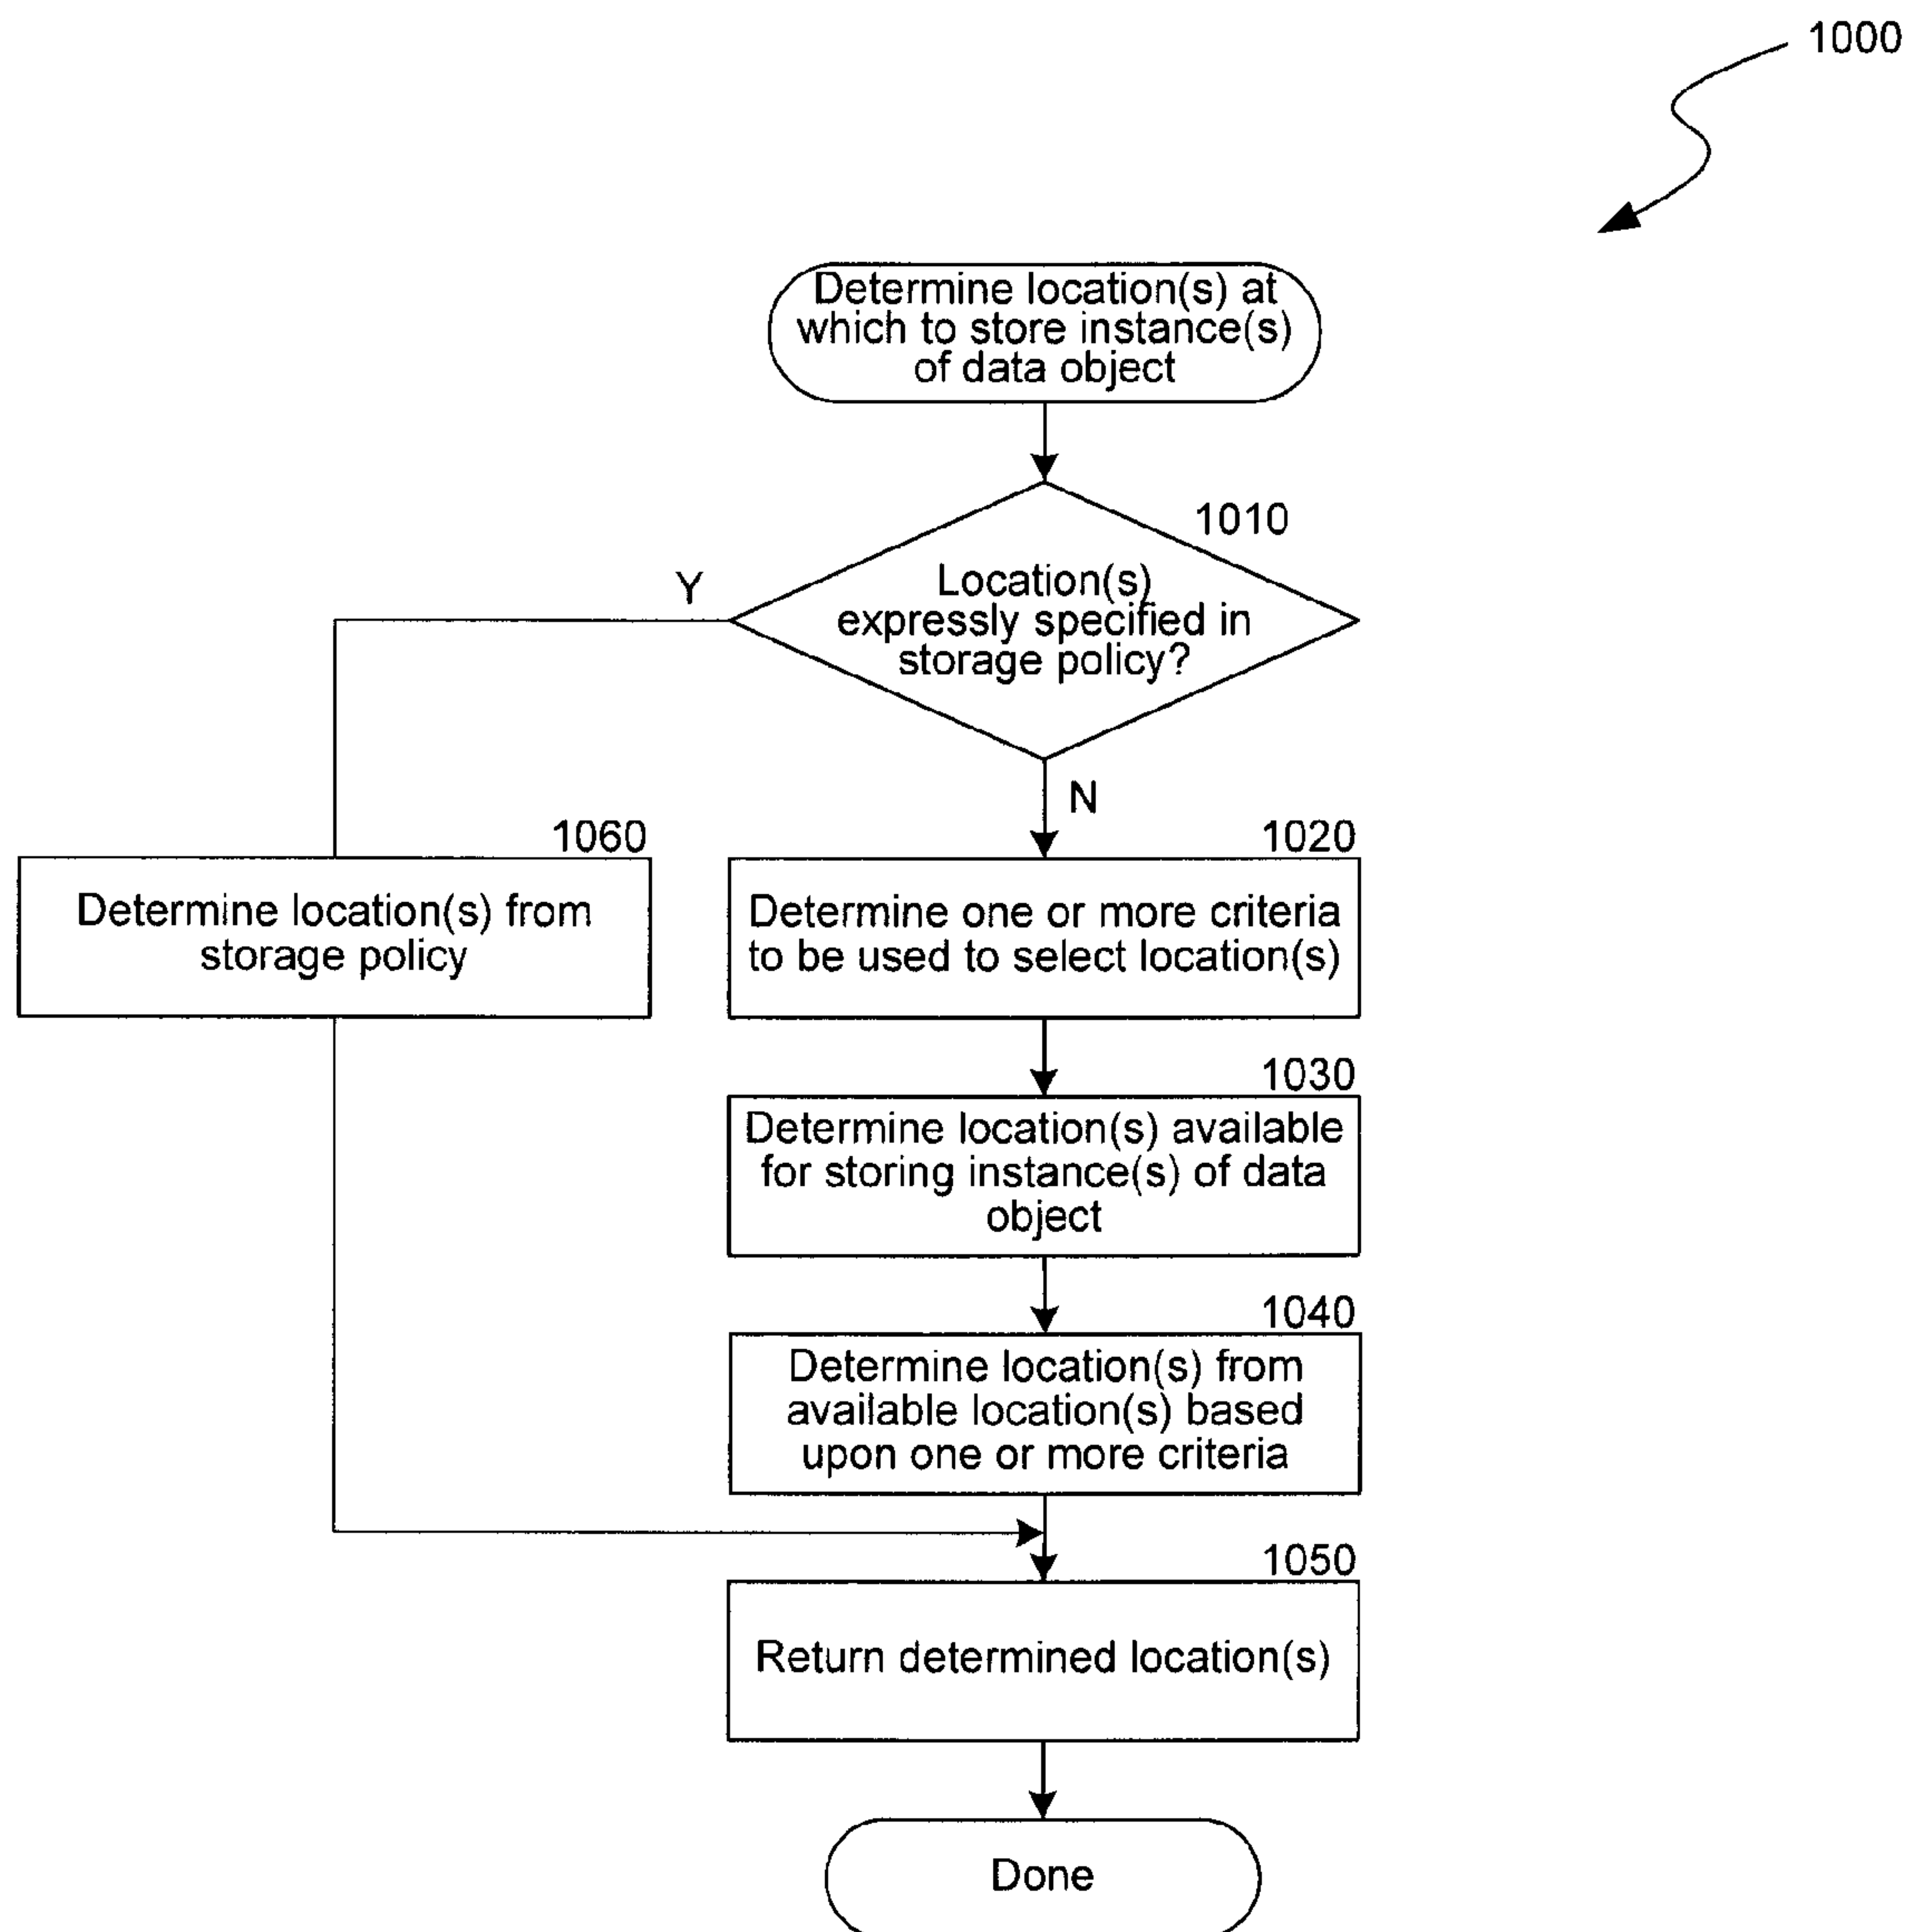 1000
Determine location(s) at
which to store instance(s)
of data object
1010
Location(s)
expressly specified in
storage policy?
Y
N
1060
Determine location(s) from
storage policy
1020
Determine one or more criteria
to be used to select location(s)
1030
Determine location(s) available
for storing instance(s) of data
object
1040
Determine location(s) from
available location(s) based
upon one or more criteria
1050
Return determined location(s)
Done